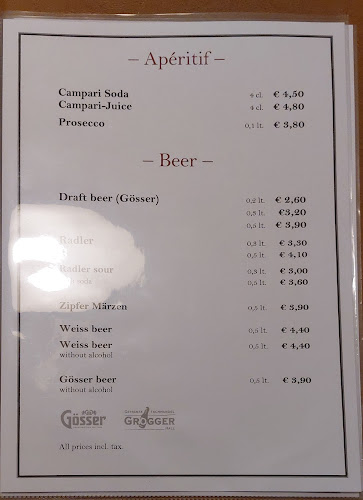 – Apéritif –
Campari Soda 4 cl. € 4,50
Campari-Juice 4 cl. € 4,80
Prosecco 0,1 lt. € 3,80
– Beer –
Draft beer (Gösser) 0,2 lt. € 2,60
0,3 lt. €3,20
0,5 lt. € 3,90
Radler 0,3 lt. € 3,30
0,5 lt. € 4,10
Radler sour 0,3 lt. € 3,00
soda 0,5 lt. € 3,60
Zipfer Märzen 0,5 lt. € 3,90
Weiss beer 0,5 lt. € 4,40
Weiss beer 0,5 lt. € 4,40
without alcohol
Gösser beer
without alcohol 0,5 lt. € 3,90
Gösser GROGGER
All prices incl. tax.